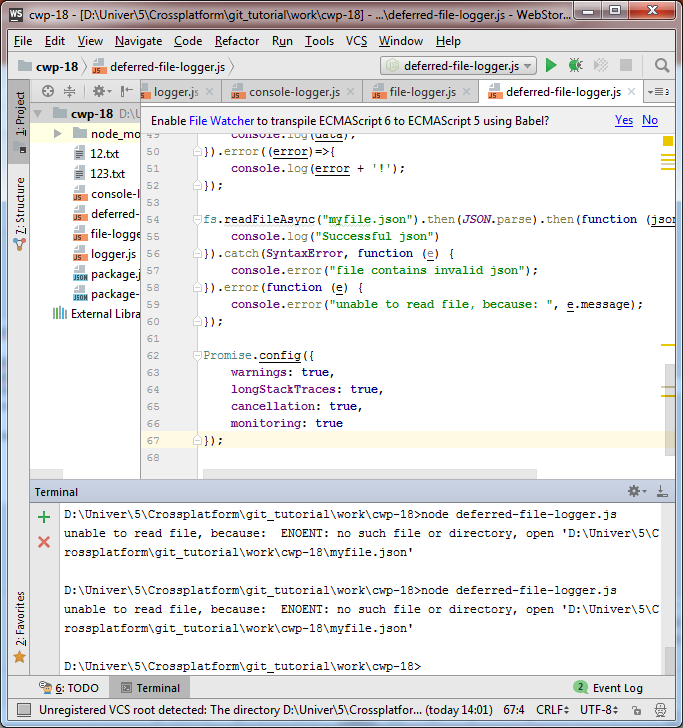 WS cwp-18 - [D:\Univer\5\Crossplatform\git_tutorial\work\cwp-18] - ...\deferred-file-logger.js - WebStor...
File Edit View Navigate Code Refactor Run Tools VCS Window Help
cwp-18 deferred-file-logger.js deferred-file-logger.js
1: Project
7: Structure
2: Favorites
cwp-18 D:\
node_mo
12.txt
123.txt
console-l
deferred-
file-logge
logger.js
package.j
package-
External Libra
logger.js console-logger.js file-logger.js deferred-file-logger.js
Enable File Watcher to transpile ECMAScript 6 to ECMAScript 5 using Babel? Yes No
49 console.log(data);
50 }).error((error)=>{
51 console.log(error + '!');
52 });
53
54 fs.readFileAsync("myfile.json").then(JSON.parse).then(function (json
55 console.log("Successful json")
56 }).catch(SyntaxError, function (e) {
57 console.error("file contains invalid json");
58 }).error(function (e) {
59 console.error("unable to read file, because: ", e.message);
60 });
61
62 Promise.config({
63 warnings: true,
64 longStackTraces: true,
65 cancellation: true,
66 monitoring: true
67 });
68
Terminal
D:\Univer\5\Crossplatform\git_tutorial\work\cwp-18>node deferred-file-logger.js
unable to read file, because:  ENOENT: no such file or directory, open 'D:\Univer\5\C
rossplatform\git_tutorial\work\cwp-18\myfile.json'
D:\Univer\5\Crossplatform\git_tutorial\work\cwp-18>node deferred-file-logger.js
unable to read file, because:  ENOENT: no such file or directory, open 'D:\Univer\5\C
rossplatform\git_tutorial\work\cwp-18\myfile.json'
D:\Univer\5\Crossplatform\git_tutorial\work\cwp-18>
6: TODO Terminal 2 Event Log
Unregistered VCS root detected: The directory D:\Univer\5\Crossplatfor... (today 14:01) 67:4 CRLF UTF-8